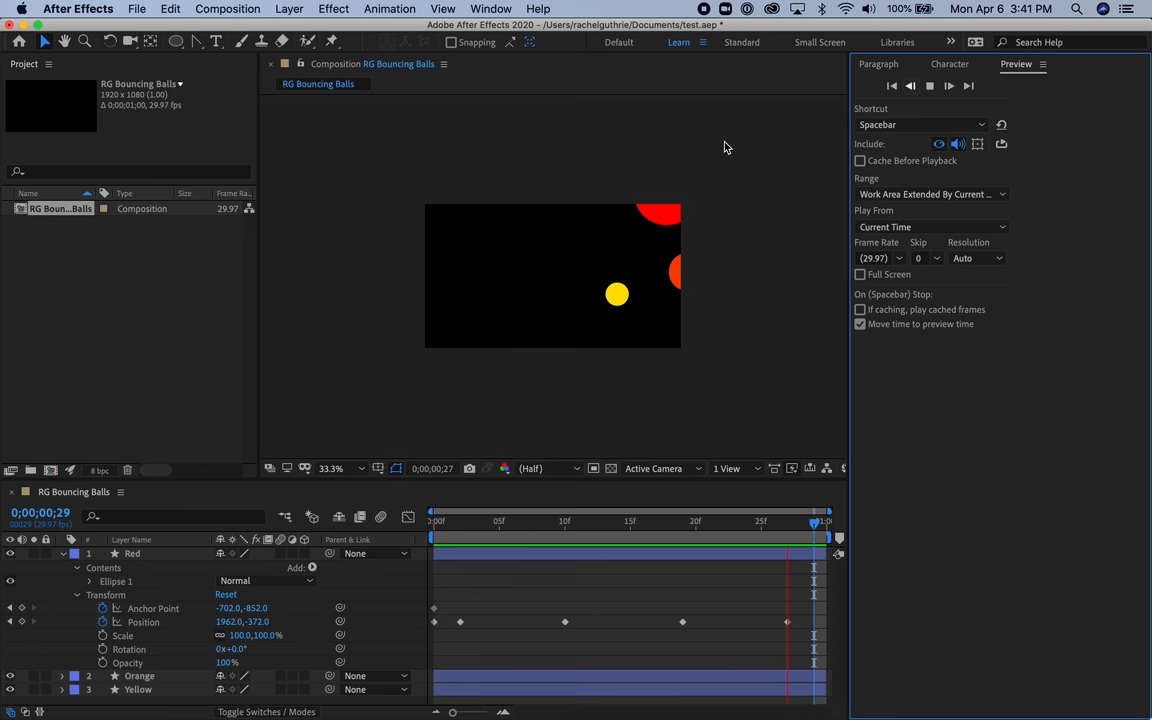 After Effects File Edit Composition Layer Effect Animation View Window Help 100% Mon Apr 6 3:41 PM
Adobe After Effects 2020 - /Users/rachelguthrie/Documents/test.aep *
Snapping Default Learn Standard Small Screen Libraries Search Help
Project
Composition RG Bouncing Balls
Paragraph Character Preview
RG Bouncing Balls
1920 x 1080 (1.00)
Δ 0;00;01;00, 29.97 fps
RG Bouncing Balls
Shortcut
Spacebar
Include:
Cache Before Playback
Range
Work Area Extended By Current ...
Play From
Current Time
Frame Rate Skip Resolution
(29.97) 0 Auto
Full Screen
On (Spacebar) Stop:
If caching, play cached frames
Move time to preview time
Name Type Size Frame Ra...
RG Boun...Balls Composition 29.97
8 bpc
33.3% 0;00;00;27 (Half) Active Camera 1 View
RG Bouncing Balls
0;00;00;29
00029 (29.97 fps)
:00f 05f 10f 15f 20f 25f 01:0
# Layer Name Parent & Link
1 Red None
Contents Add:
Ellipse 1 Normal
Transform Reset
Anchor Point -702.0,-852.0
Position 1962.0,-372.0
Scale 100.0,100.0%
Rotation 0x+0.0°
Opacity 100%
2 Orange None
3 Yellow None
Toggle Switches / Modes